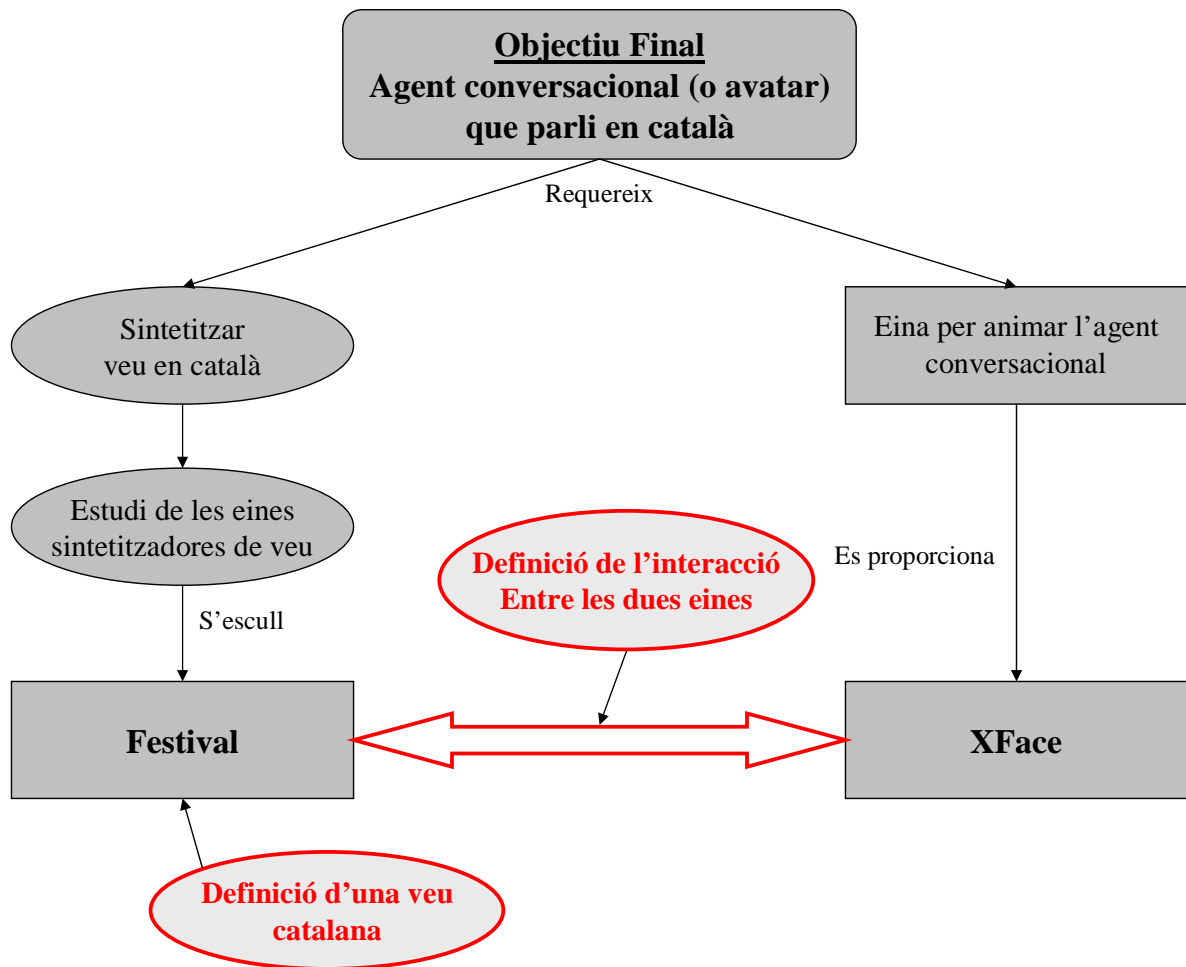 Objectiu Final
Agent conversacional (o avatar)
que parli en català
Requereix
Sintetitzar
veu en català
Eina per animar l’agent
conversacional
Estudi de les eines
sintetitzadores de veu
Definició de l’interacció
Entre les dues eines
Es proporciona
S’escull
Festival
XFace
Definició d’una veu
catalana